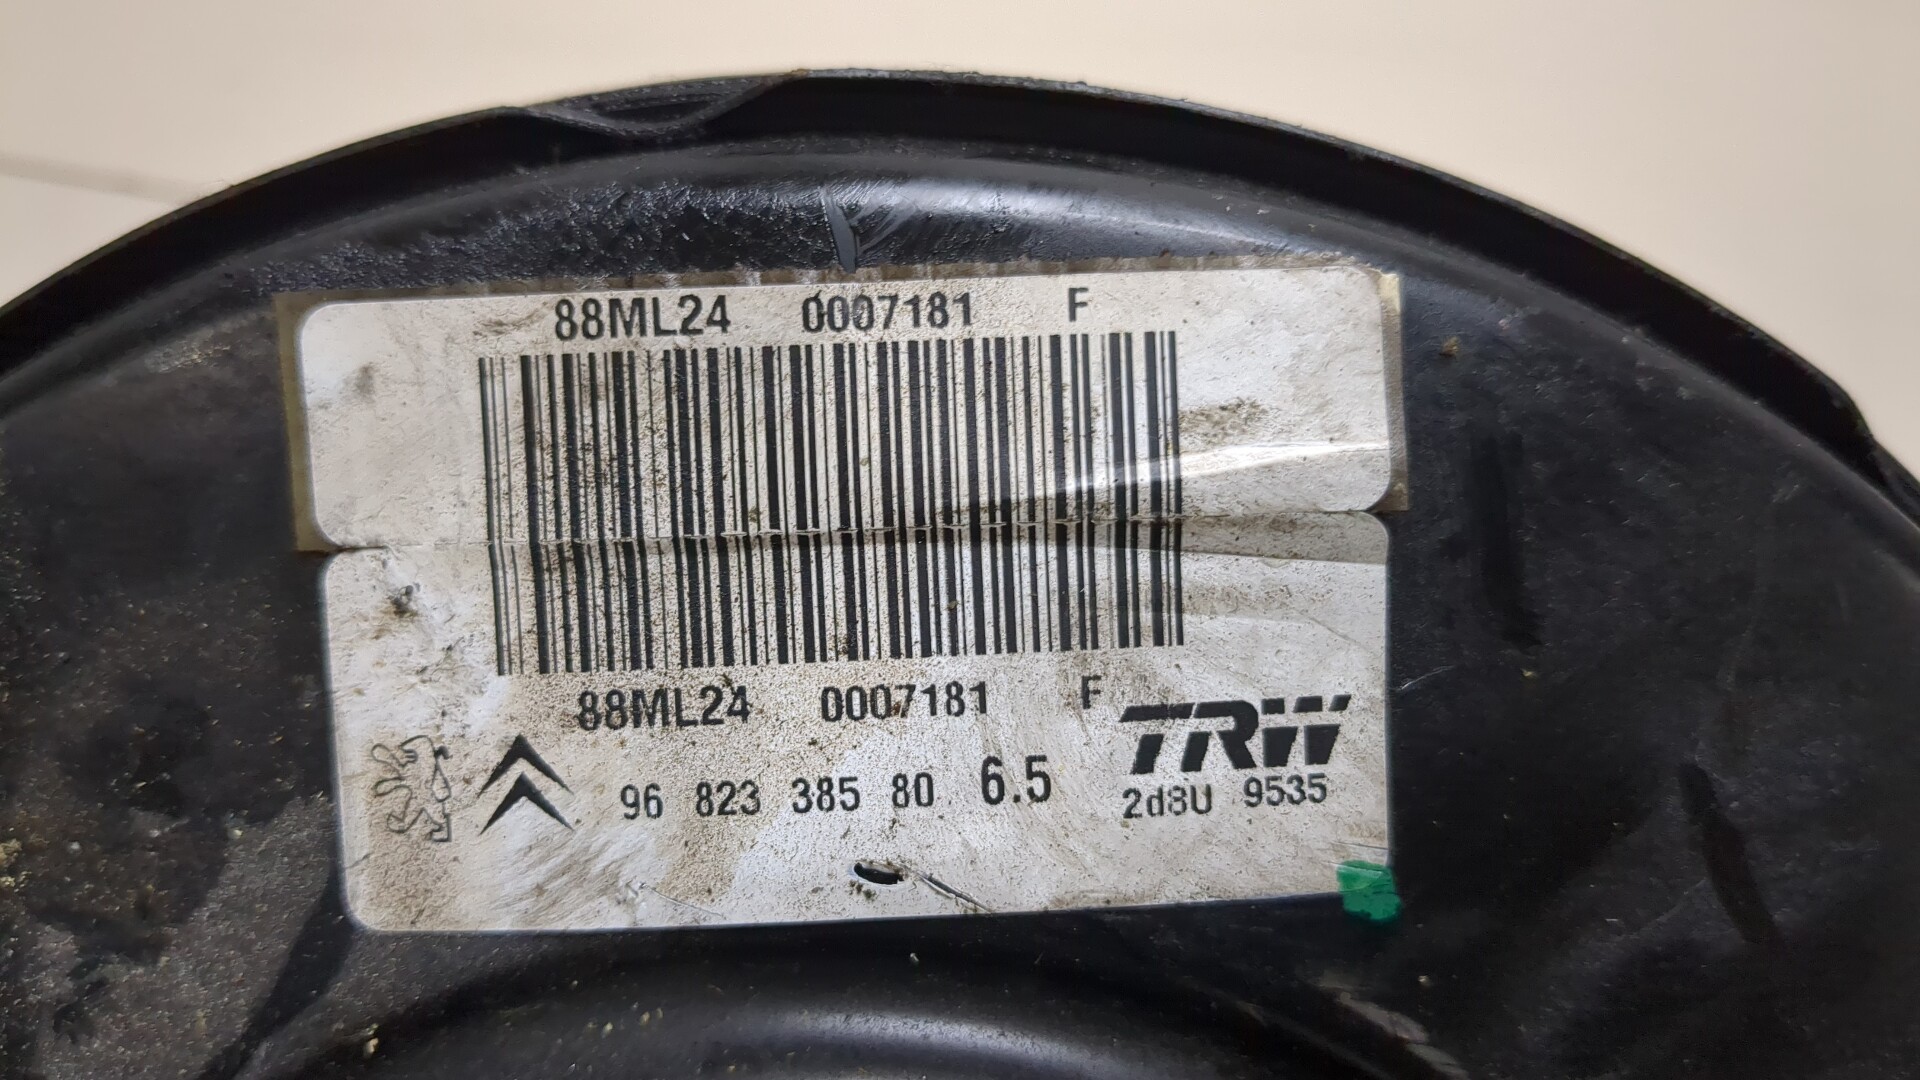 88ML24 0007181 F
88ML24 0007181 F
TRW
96 823 385 80 6.5
2d8U 9535